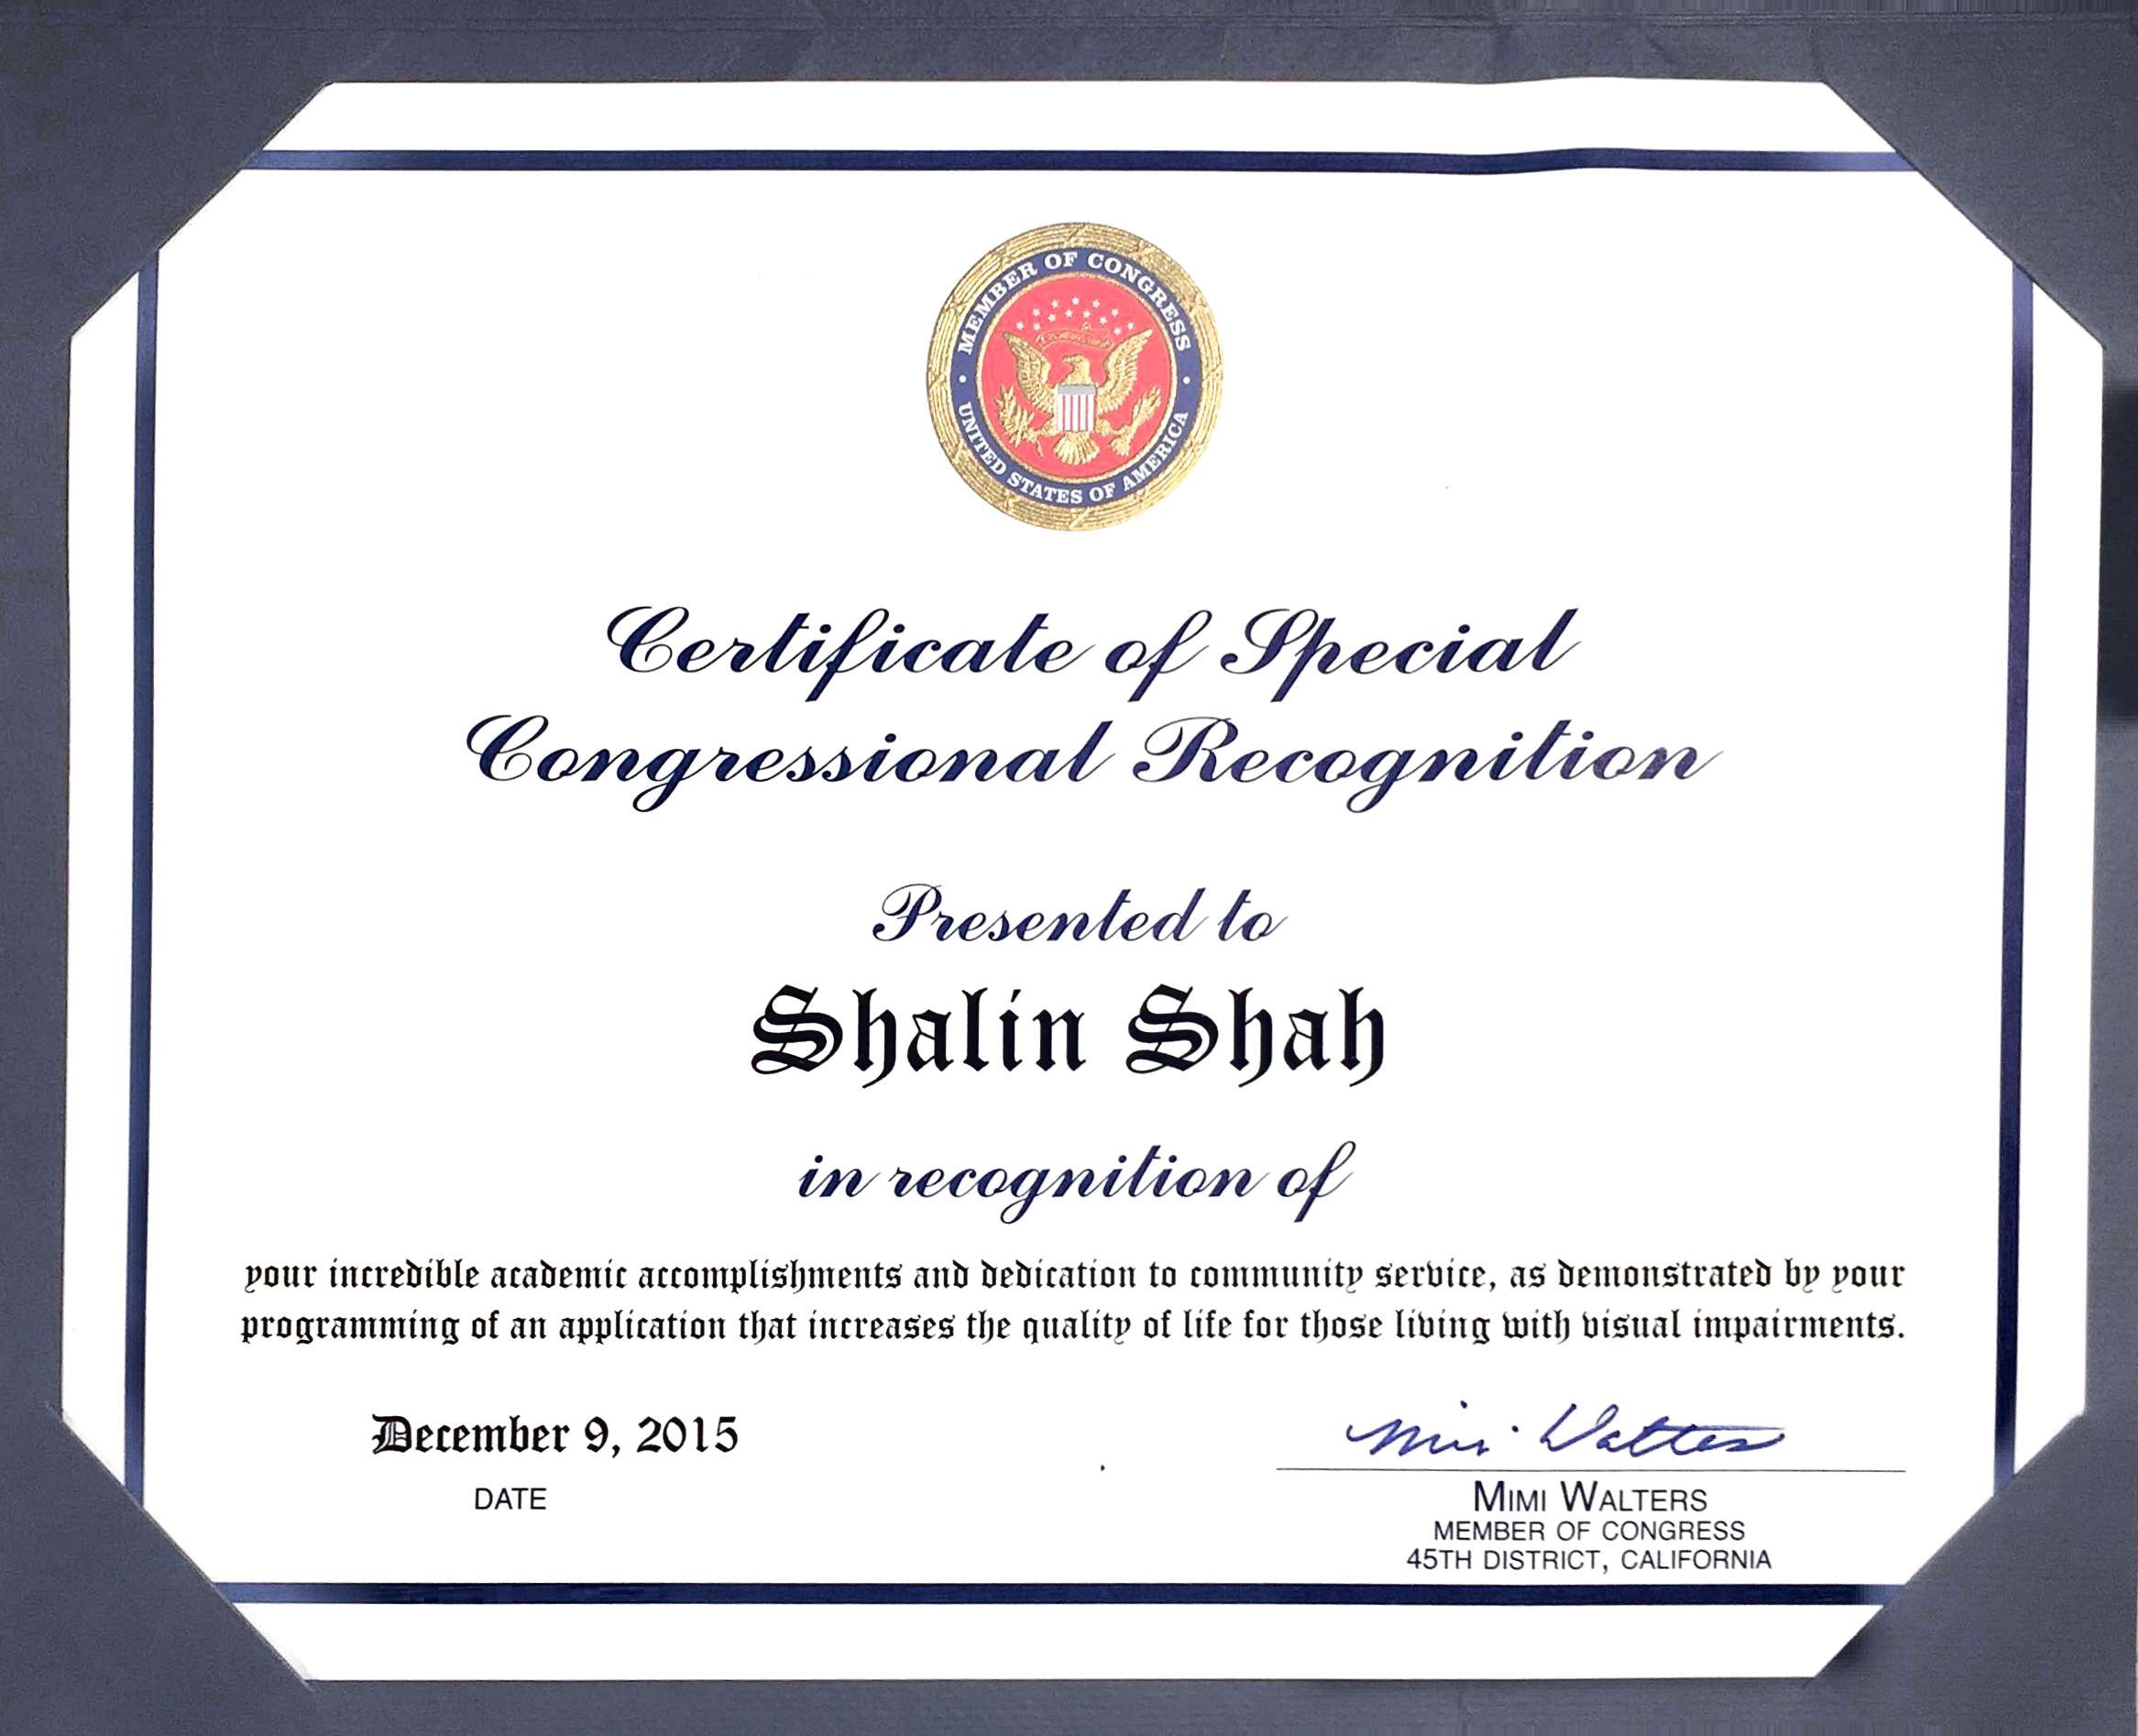 MEMBER OF CONGRESS
UNITED STATES OF AMERICA
Certificate of Special
Congressional Recognition
Presented to
Shalin Shah
in recognition of
your incredible academic accomplishments and dedication to community service, as demonstrated by your
programming of an application that increases the quality of life for those living with visual impairments.
December 9, 2015
DATE
Mimi Walters
MIMI WALTERS
MEMBER OF CONGRESS
45TH DISTRICT, CALIFORNIA